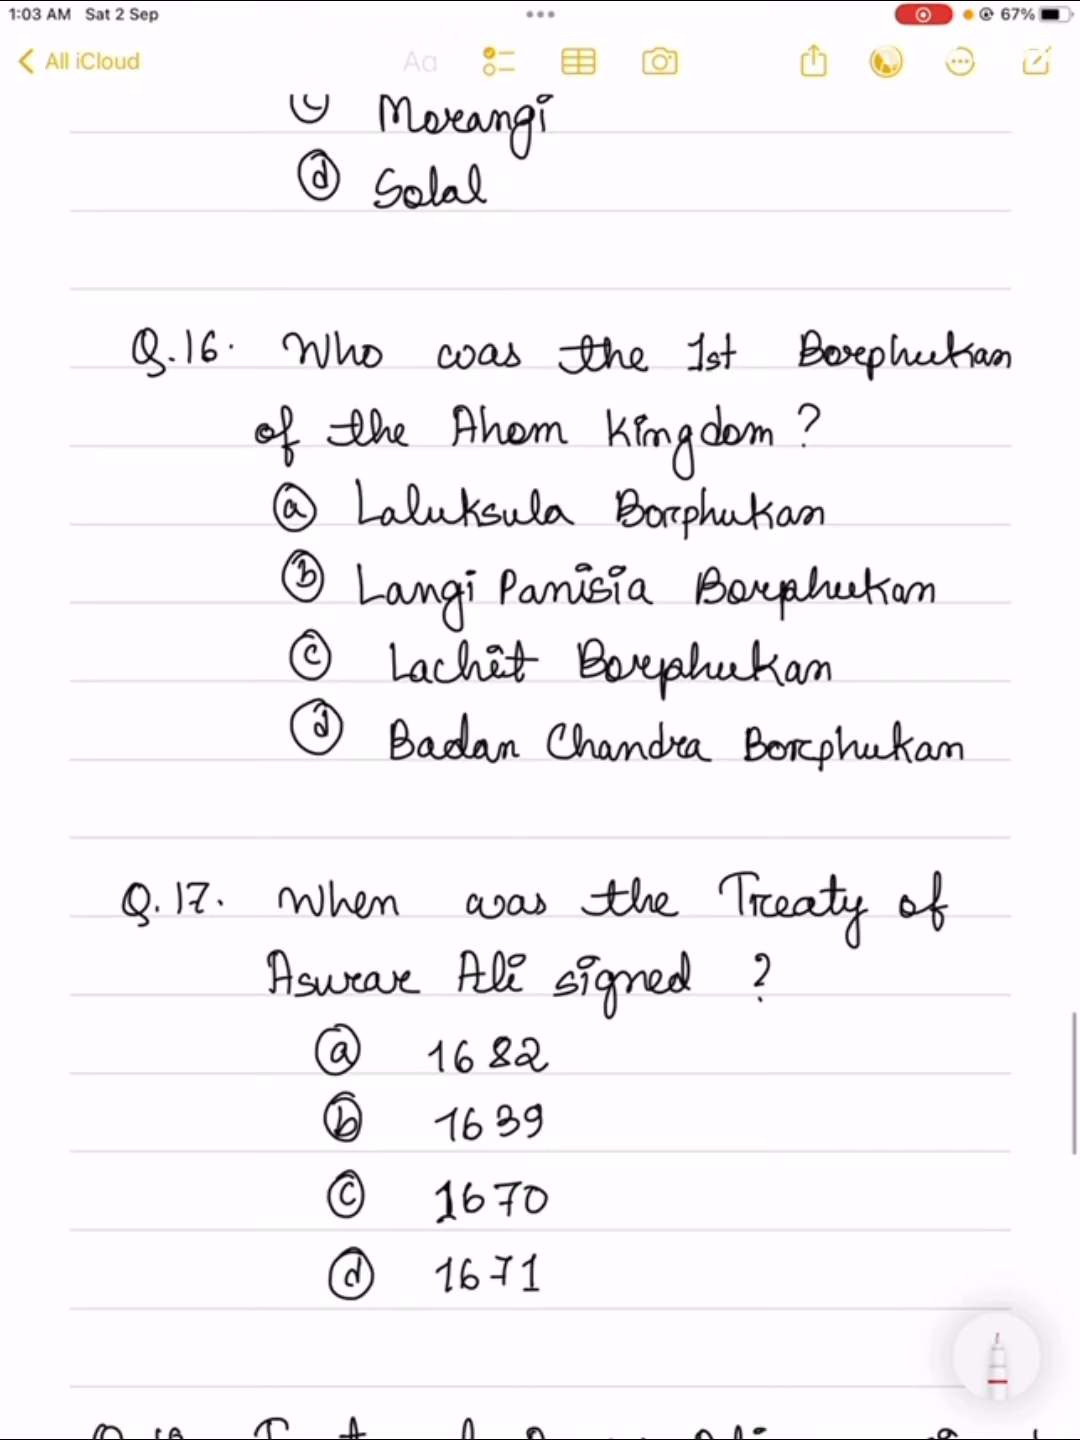 1:03 AM Sat 2 Sep
67%
All iCloud
Aa
c Morangi
d Solal
Q.16. Who was the 1st Borphukan
of the Ahom Kingdom ?
a Laluksula Borphukan
b Langi Panisia Borphukan
c Lachit Borphukan
d Badan Chandra Borphukan
Q.17. When was the Treaty of
Asurar Ali signed ?
a 1682
b 1639
c 1670
d 1671